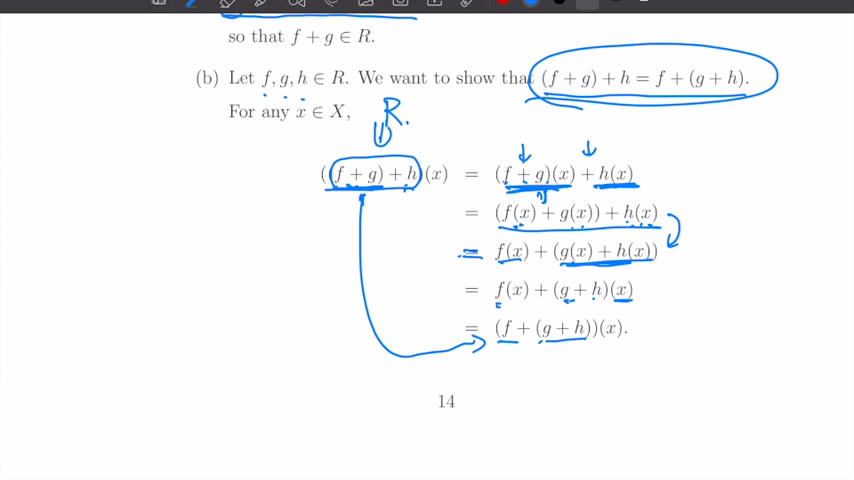 so that f + g ∈ R.
(b) Let f, g, h ∈ R. We want to show that (f + g) + h = f + (g + h).
For any x ∈ X,
R.
((f + g) + h)(x) = (f + g)(x) + h(x)
= (f(x) + g(x)) + h(x)
= f(x) + (g(x) + h(x))
= f(x) + (g + h)(x)
= (f + (g + h))(x).
14